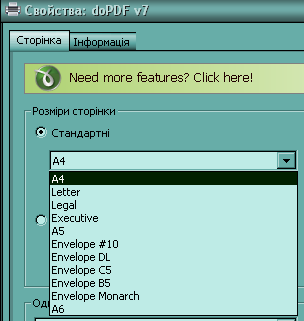 Свойства: doPDF v7
Сторінка Інформація
Need more features? Click here!
Розміри сторінки
Стандартні
A4
A4
Letter
Legal
Executive
A5
Envelope #10
Envelope DL
Envelope C5
Envelope B5
Envelope Monarch
A6